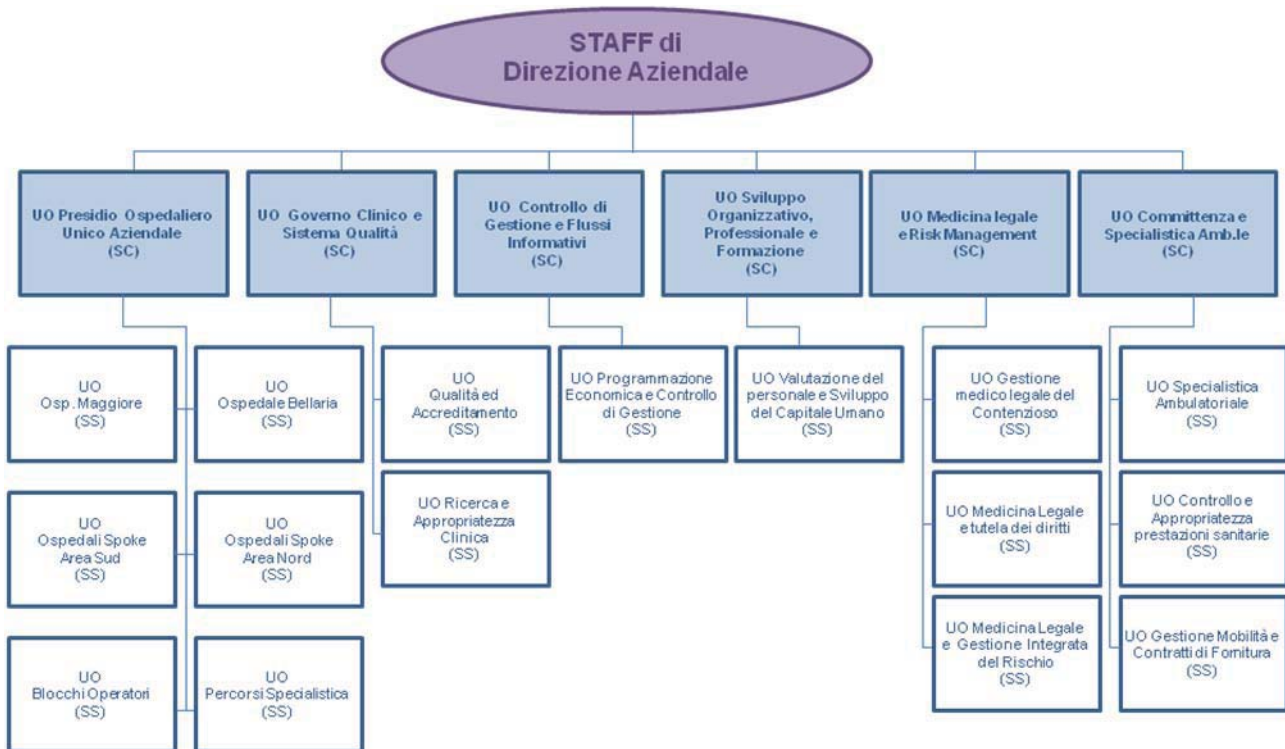 STAFF di
Direzione Aziendale
UO Presidio Ospedaliero
Unico Aziendale
(SC)
UO Governo Clinico e
Sistema Qualità
(SC)
UO Controllo di
Gestione e Flussi
Informativi
(SC)
UO Sviluppo
Organizzativo,
Professionale e
Formazione
(SC)
UO Medicina legale
e Risk Management
(SC)
UO Committenza e
Specialistica Amb.le
(SC)
UO
Osp. Maggiore
(SS)
UO
Ospedale Bellaria
(SS)
UO
Qualità ed
Accreditamento
(SS)
UO Programmazione
Economica e Controllo
di Gestione
(SS)
UO Valutazione del
personale e Sviluppo
del Capitale Umano
(SS)
UO Gestione
medico legale del
Contenzioso
(SS)
UO Specialistica
Ambulatoriale
(SS)
UO
Ospedali Spoke
Area Sud
(SS)
UO
Ospedali Spoke
Area Nord
(SS)
UO Ricerca e
Appropriatezza
Clinica
(SS)
UO Medicina Legale
e tutela dei diritti
(SS)
UO Controllo e
Appropriatezza
prestazioni sanitarie
(SS)
UO
Blocchi Operatori
(SS)
UO
Percorsi Specialistica
(SS)
UO Medicina Legale
e Gestione Integrata
del Rischio
(SS)
UO Gestione Mobilità e
Contratti di Fornitura
(SS)